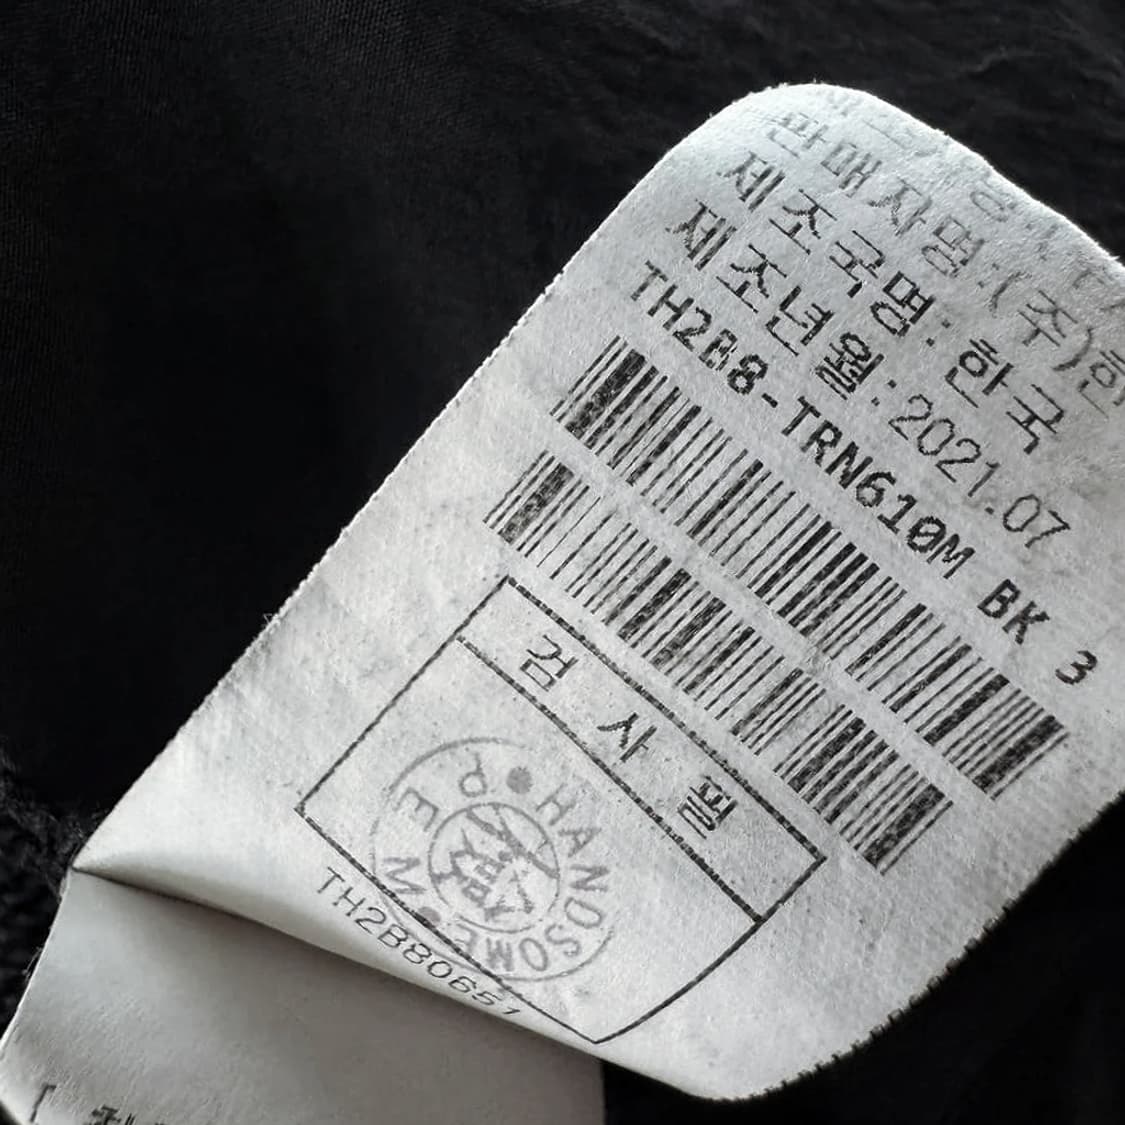 판매자명:(주)한
제조국명: 한국
제조년월:2021.07
TH2B8-TRN610M BK 3
검 사 필
HANDSOME
TH2B80651